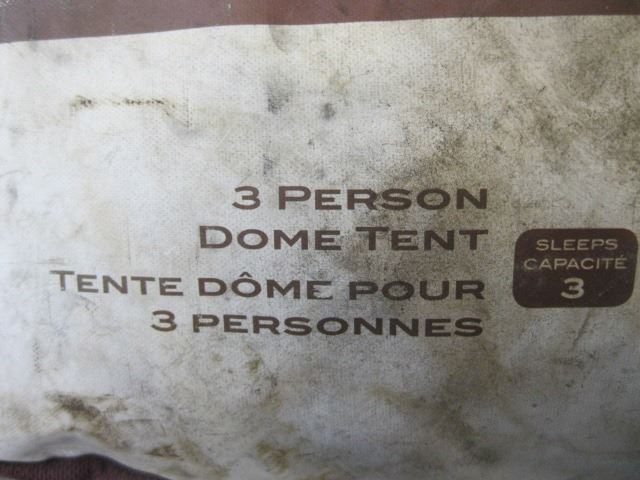 3 PERSON
DOME TENT
TENTE DÔME POUR
3 PERSONNES
SLEEPS
CAPACITÉ
3